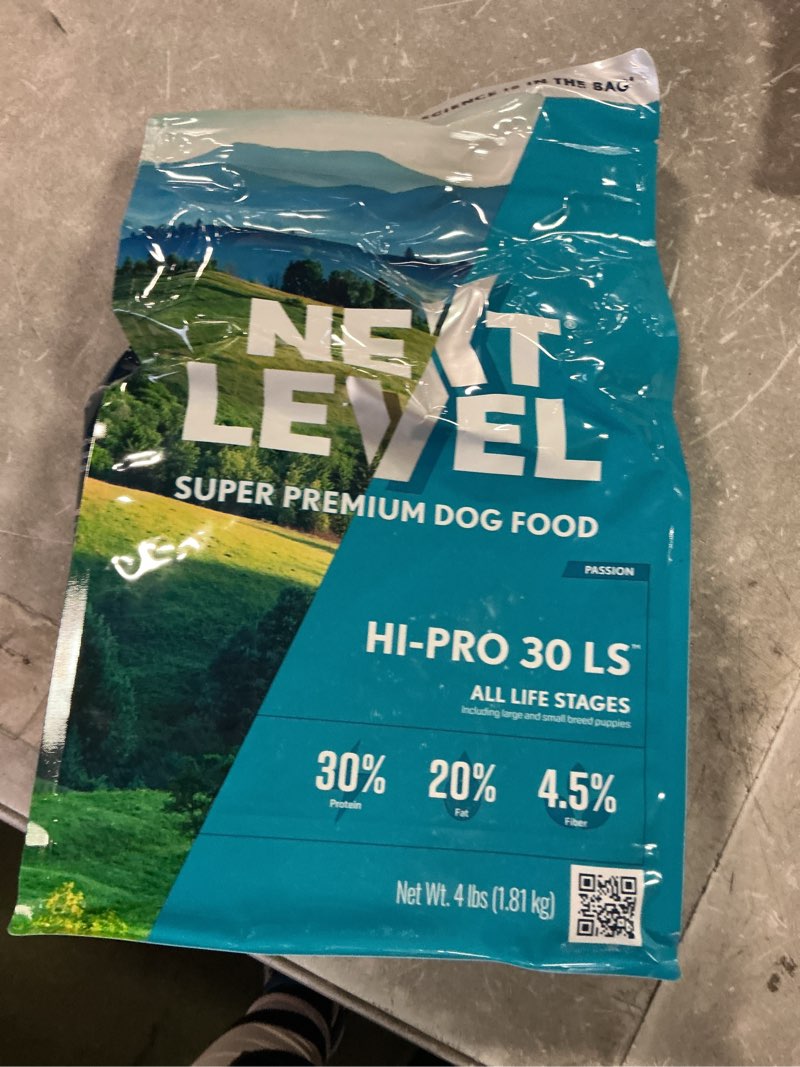 SCIENCE IS IN THE BAG
NEXT
LEVEL
SUPER PREMIUM DOG FOOD
PASSION
HI-PRO 30 LS™
ALL LIFE STAGES
Including large and small breed puppies
30% 20% 4.5%
Protein Fat Fiber
Net Wt. 4 lbs (1.81 kg)